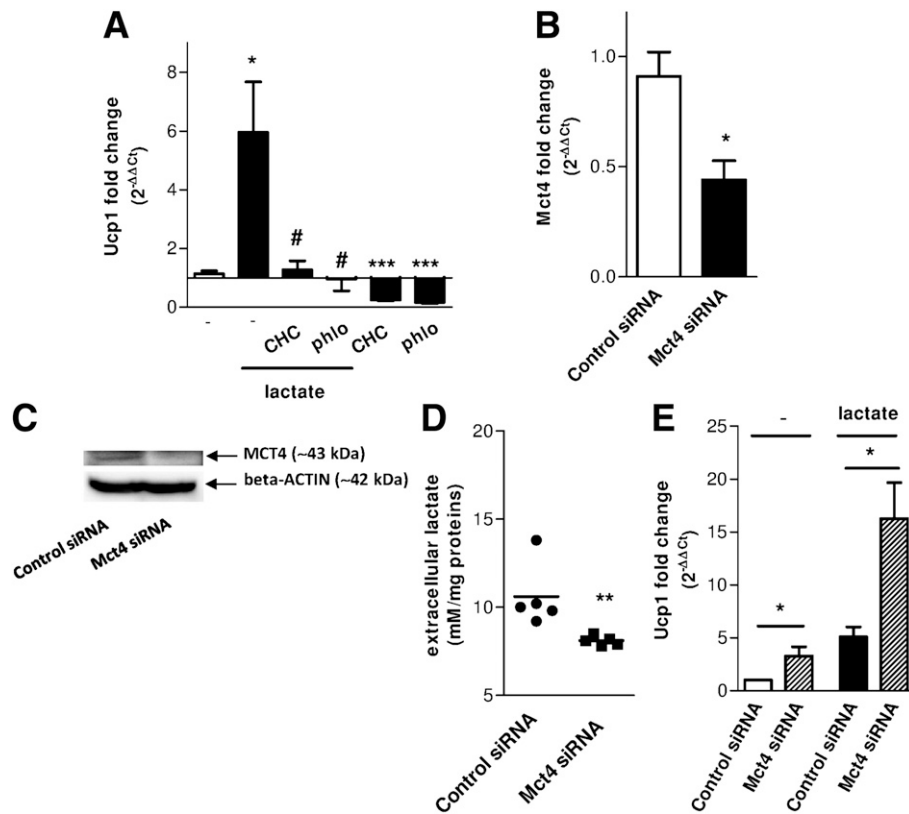 A
Ucp1 fold change
(2-ΔΔCt)
8
6
4
2
0
*
#
#
***
***
-
-
CHC
phlo
CHC
phlo
lactate
B
Mct4 fold change
(2-ΔΔCt)
1.0
0.5
0.0
*
Control siRNA
Mct4 siRNA
C
MCT4 (~43 kDa)
beta-ACTIN (~42 kDa)
Control siRNA
Mct4 siRNA
D
extracellular lactate
(mM/mg proteins)
20
15
10
5
**
Control siRNA
Mct4 siRNA
E
Ucp1 fold change
(2-ΔΔCt)
25
20
15
10
5
0
-
lactate
*
*
Control siRNA
Mct4 siRNA
Control siRNA
Mct4 siRNA